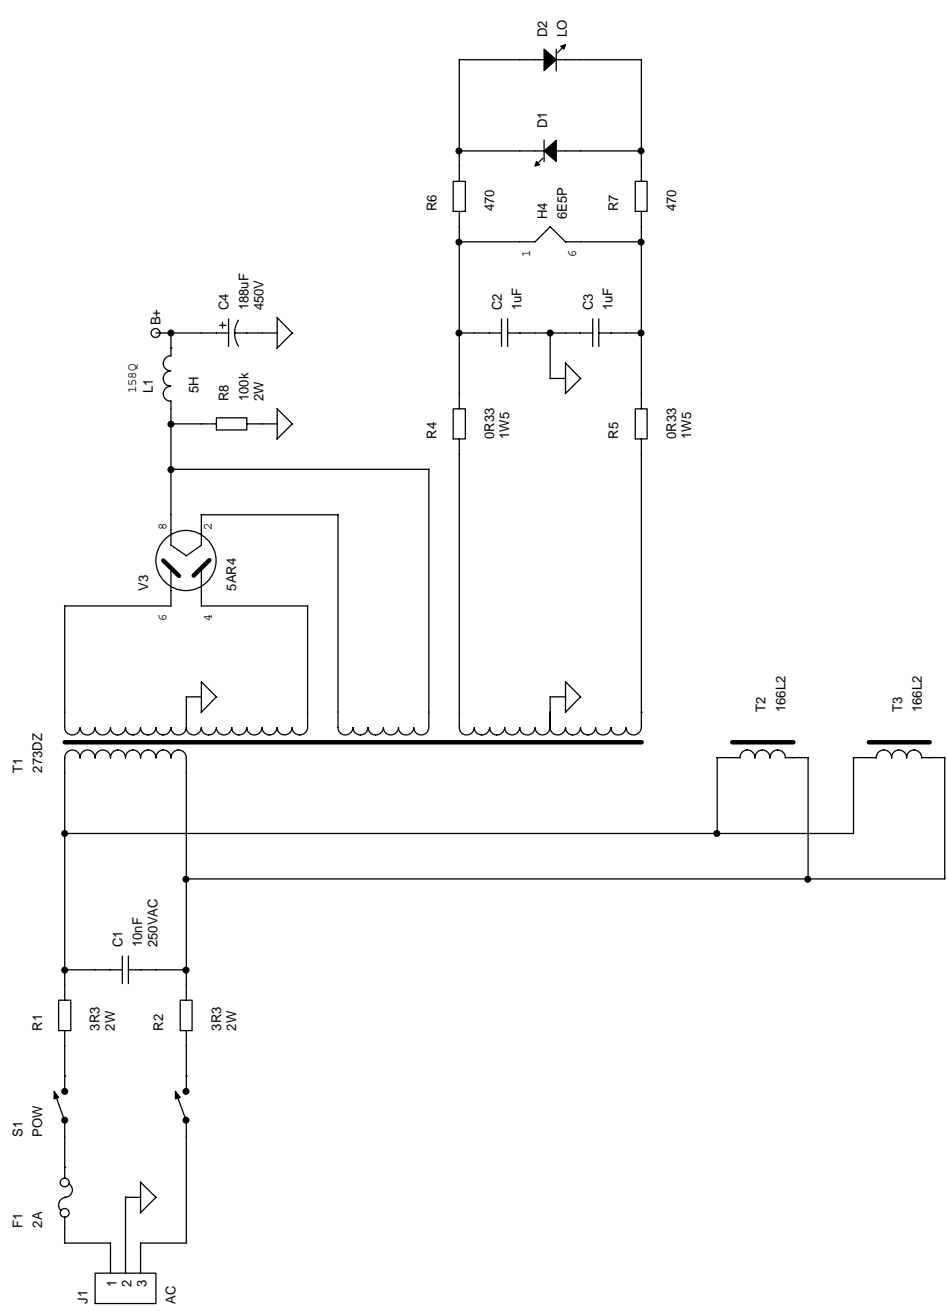 J1
1
2
3
AC
F1
2A
S1
POW
R1
3R3
2W
R2
3R3
2W
C1
10nF
250VAC
T1
273DZ
T2
166L2
T3
166L2
V3
6
4
8
2
5AR4
158Q
L1
5H
R8
100k
2W
B+
C4
+
188uF
450V
R4
0R33
1W5
R5
0R33
1W5
C2
1uF
C3
1uF
H4
6E5P
1
6
R6
470
R7
470
D1
D2
LO